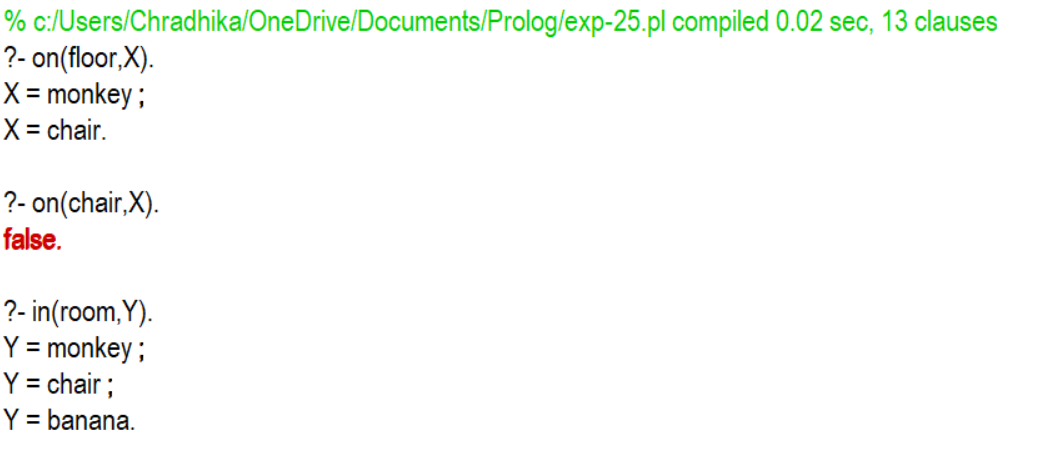 % c:/Users/Chradhika/OneDrive/Documents/Prolog/exp-25.pl compiled 0.02 sec, 13 clauses
?- on(floor,X).
X = monkey ;
X = chair.
?- on(chair,X).
false.
?- in(room,Y).
Y = monkey ;
Y = chair ;
Y = banana.